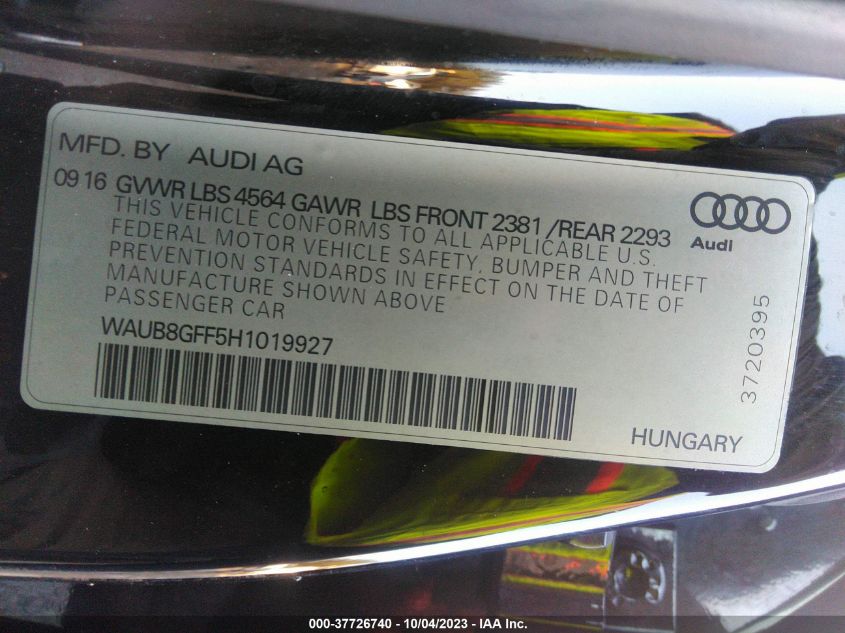 MFD. BY AUDI AG
09 16 GVWR LBS 4564 GAWR LBS FRONT 2381 /REAR 2293
THIS VEHICLE CONFORMS TO ALL APPLICABLE U.S.
FEDERAL MOTOR VEHICLE SAFETY, BUMPER AND THEFT
PREVENTION STANDARDS IN EFFECT ON THE DATE OF
MANUFACTURE SHOWN ABOVE
PASSENGER CAR
WAUB8GFF5H1019927
Audi
3720395
HUNGARY
000-37726740 - 10/04/2023 - IAA Inc.